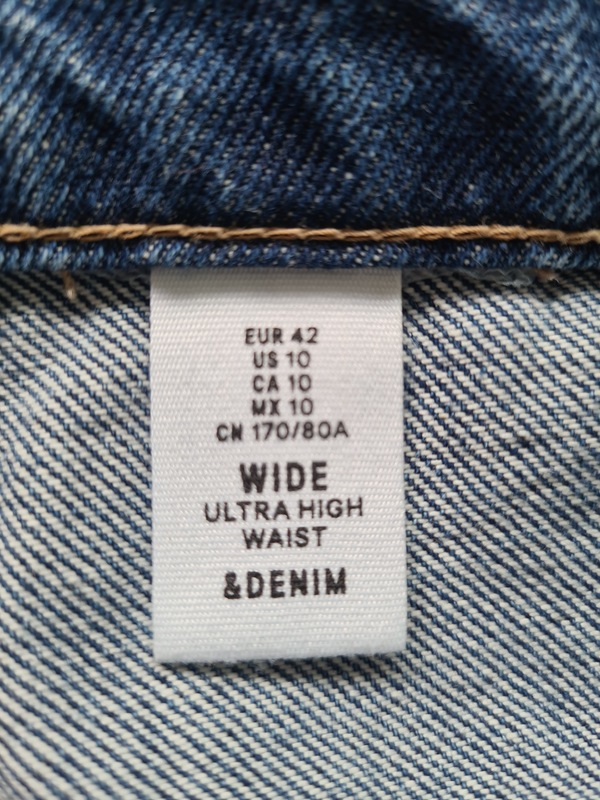 EUR 42
US 10
CA 10
MX 10
CN 170/80A
WIDE
ULTRA HIGH
WAIST
&DENIM